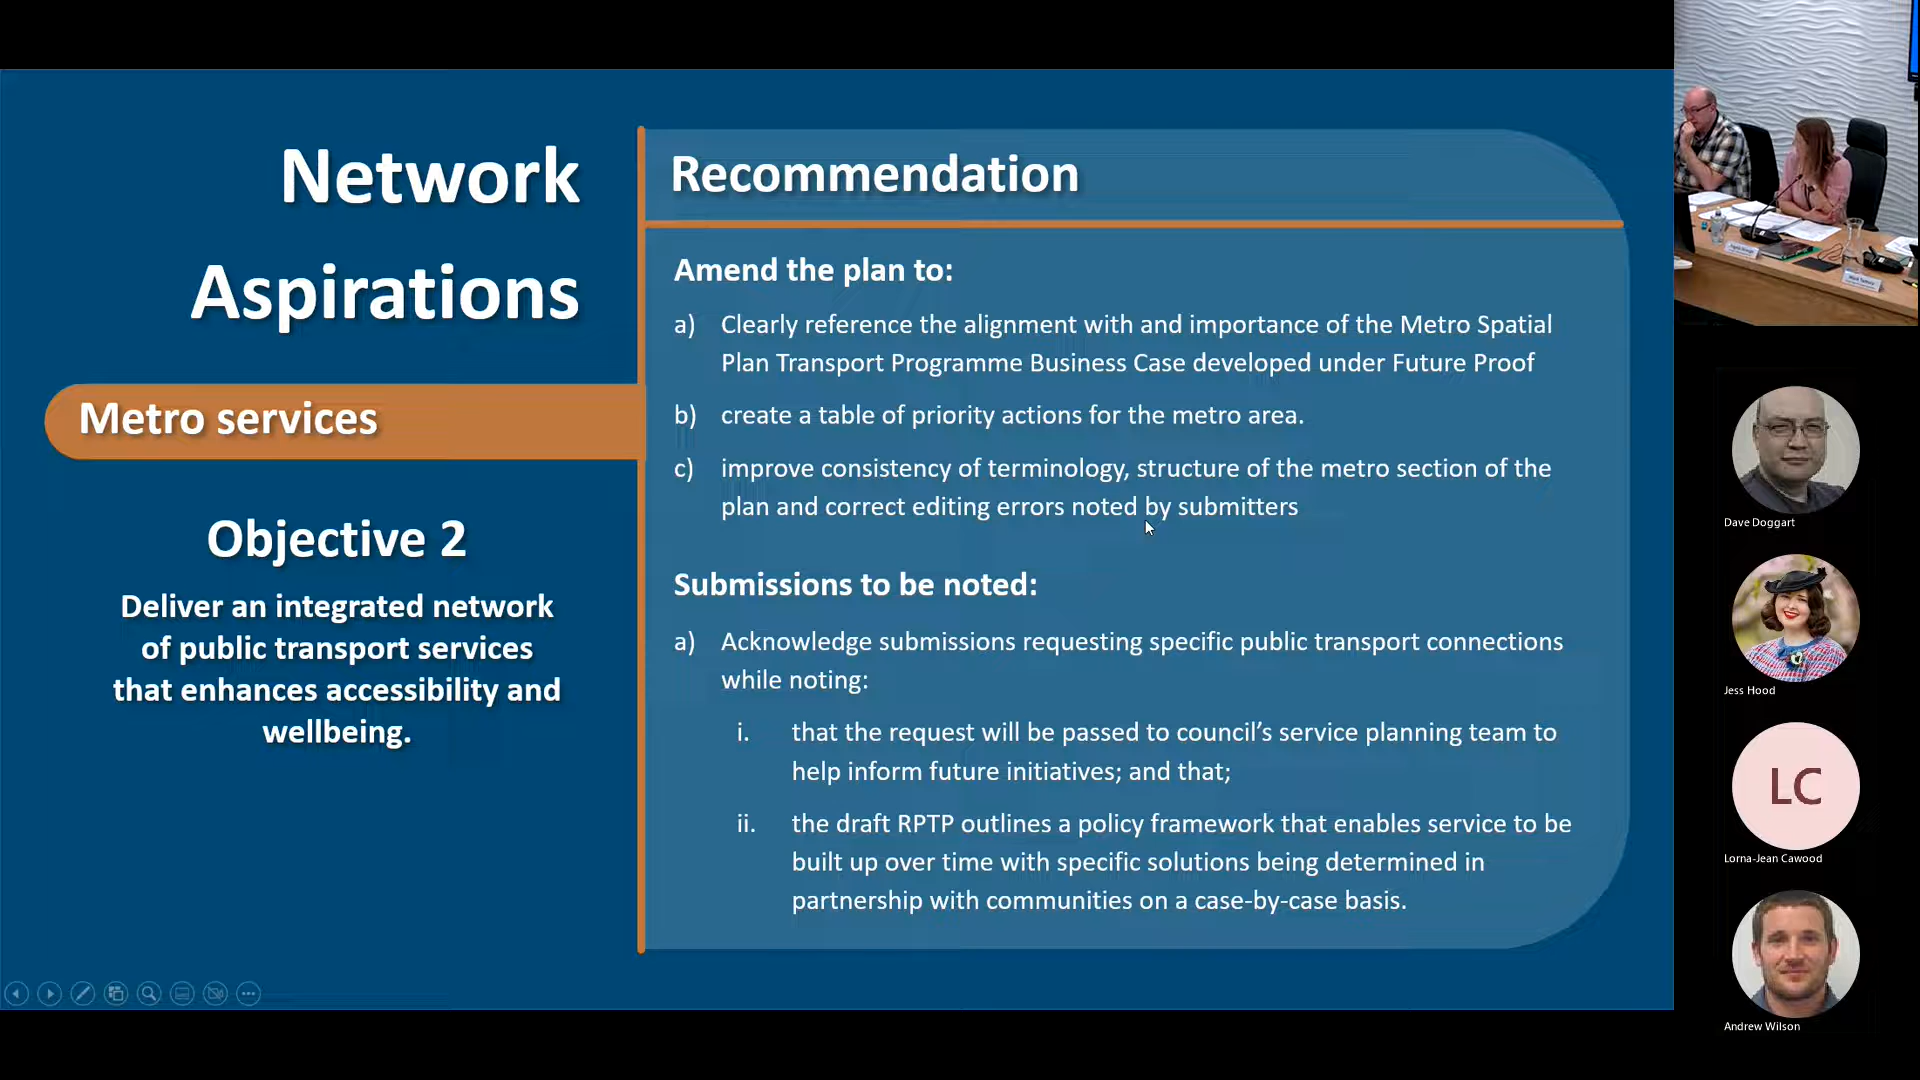 Network
Aspirations
Metro services
Objective 2
Deliver an integrated network
of public transport services
that enhances accessibility and
wellbeing.
Recommendation
Amend the plan to:
a) Clearly reference the alignment with and importance of the Metro Spatial
Plan Transport Programme Business Case developed under Future Proof
b) create a table of priority actions for the metro area.
c) improve consistency of terminology, structure of the metro section of the
plan and correct editing errors noted by submitters
Submissions to be noted:
a) Acknowledge submissions requesting specific public transport connections
while noting:
i. that the request will be passed to council’s service planning team to
help inform future initiatives; and that;
ii. the draft RPTP outlines a policy framework that enables service to be
built up over time with specific solutions being determined in
partnership with communities on a case-by-case basis.
Dave Doggart
Jess Hood
LC
Lorna-Jean Cawood
Andrew Wilson